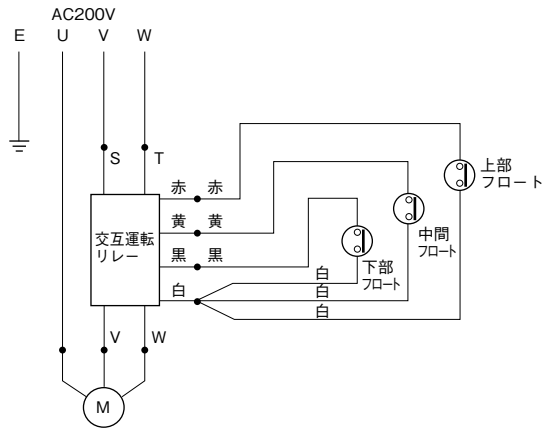 AC200V
E U V W
S T
赤 赤
黄 黄
黒 黒
白
交互運転
リレー
上部
フロート
中間
フロート
下部
フロート
白
白
白
V W
M